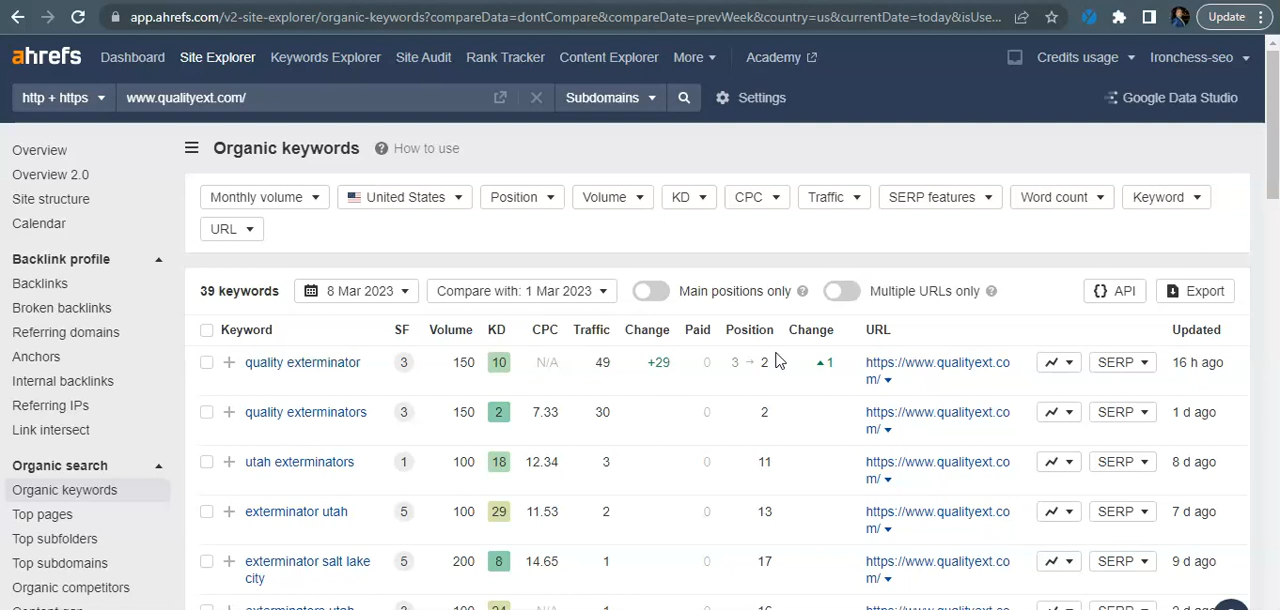 app.ahrefs.com/v2-site-explorer/organic-keywords?compareData=dontCompare&compareDate=prevWeek&country=us&currentDate=today&isUse... Update
ahrefs Dashboard Site Explorer Keywords Explorer Site Audit Rank Tracker Content Explorer More Academy Credits usage Ironchess-seo
http + https www.qualityext.com/ Subdomains Settings Google Data Studio
Overview
Overview 2.0
Site structure
Calendar
Backlink profile
Backlinks
Broken backlinks
Referring domains
Anchors
Internal backlinks
Referring IPs
Link intersect
Organic search
Organic keywords
Top pages
Top subfolders
Top subdomains
Organic competitors
Organic keywords ? How to use
Monthly volume United States Position Volume KD CPC Traffic SERP features Word count Keyword
URL
39 keywords 8 Mar 2023 Compare with: 1 Mar 2023 Main positions only ? Multiple URLs only ? {} API Export
Keyword SF Volume KD CPC Traffic Change Paid Position Change URL Updated
quality exterminator 3 150 10 N/A 49 +29 0 3 → 2 ▲1 https://www.qualityext.co SERP 16 h ago
m/
quality exterminators 3 150 2 7.33 30 0 2 https://www.qualityext.co SERP 1 d ago
m/
utah exterminators 1 100 18 12.34 3 0 11 https://www.qualityext.co SERP 8 d ago
m/
exterminator utah 5 100 29 11.53 2 0 13 https://www.qualityext.co SERP 7 d ago
m/
exterminator salt lake 5 200 8 14.65 1 0 17 https://www.qualityext.co SERP 9 d ago
city m/